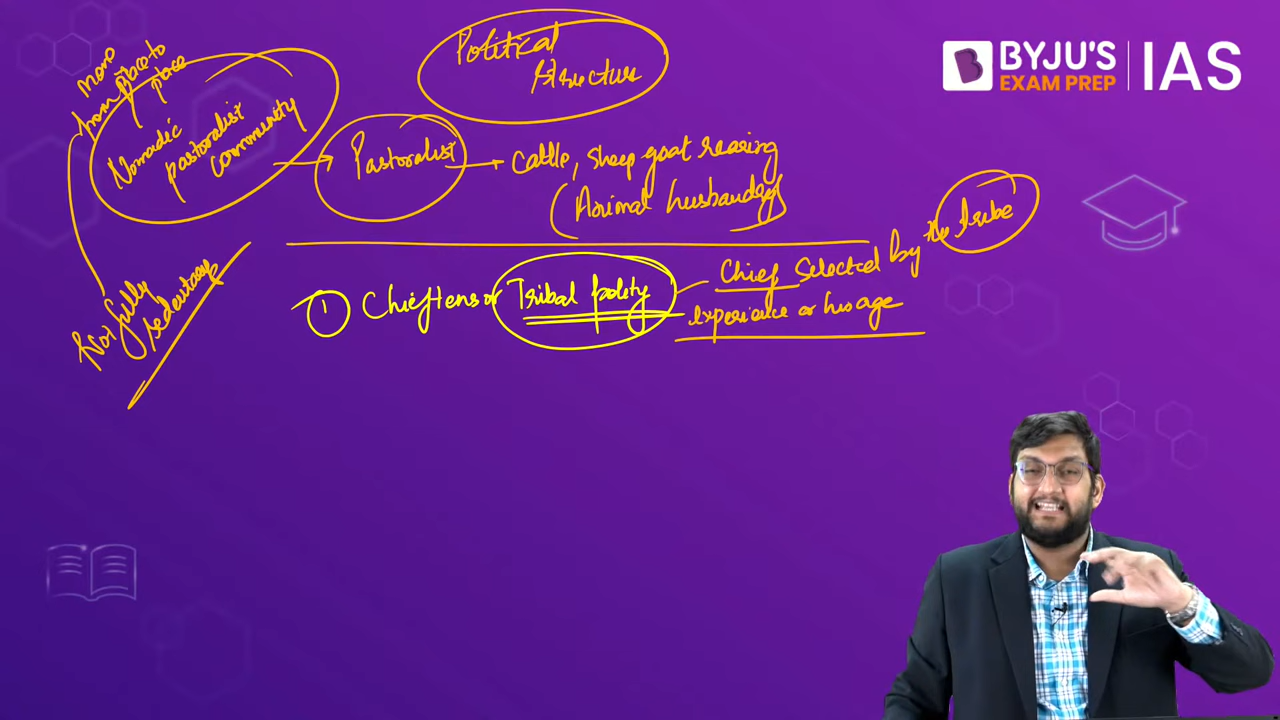 Political
structure
BYJU'S
EXAM PREP
IAS
move
from place to
place
Nomadic
pastoralist
community
Pastoralist
cattle, sheep goat rearing
(Animal husbandry)
Not fully
sedentary
1 Chieftens or Tribal polity
Chief selected by the tribe
experience or his age